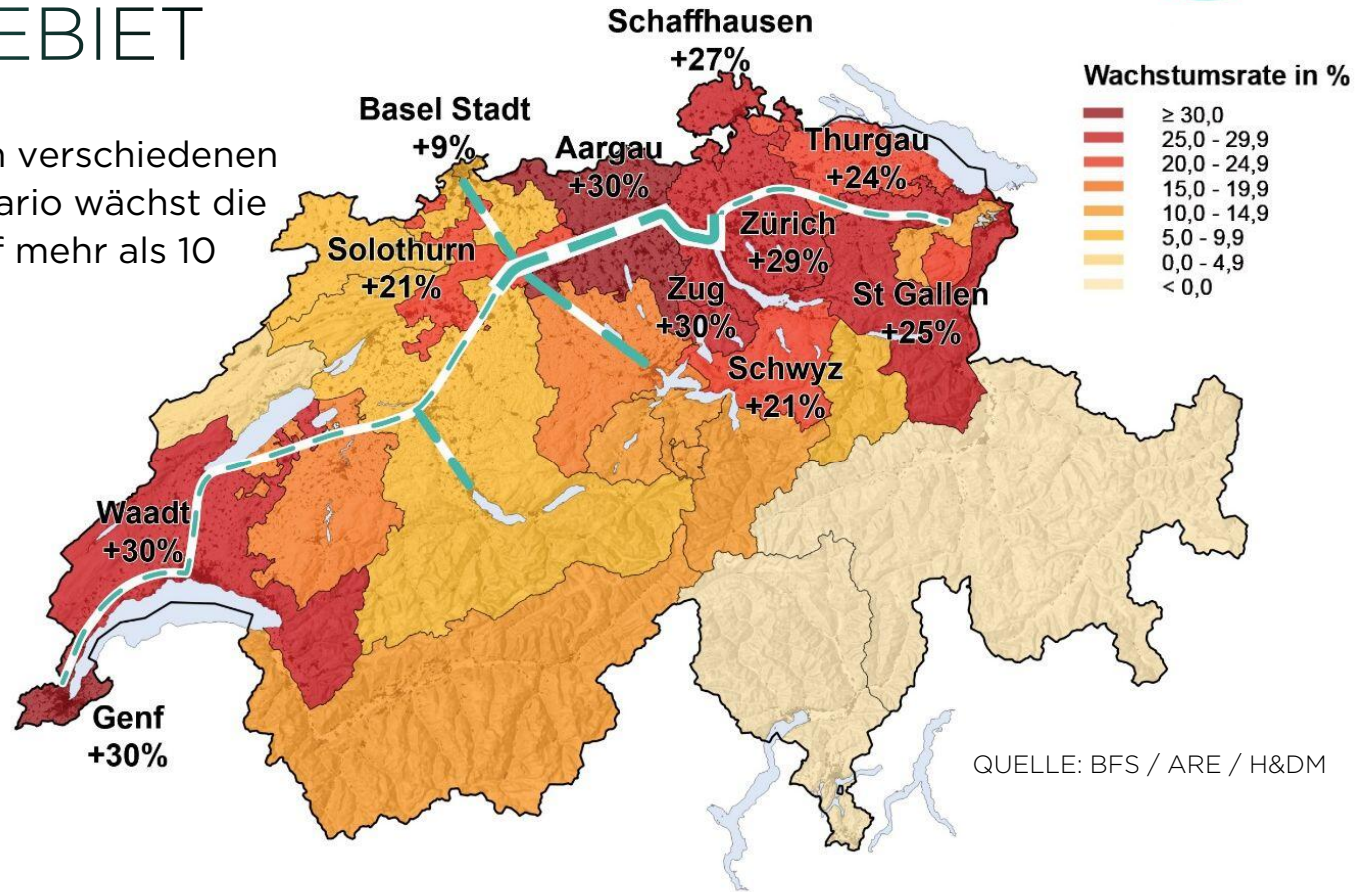 EBIET
verschiedenen
ario wächst die
mehr als 10
Schaffhausen
+27%
Basel Stadt
+9%
Aargau
+30%
Thurgau
+24%
Solothurn
+21%
Zürich
+29%
Zug
+30%
St Gallen
+25%
Schwyz
+21%
Waadt
+30%
Genf
+30%
Wachstumsrate in %
≥ 30,0
25,0 - 29,9
20,0 - 24,9
15,0 - 19,9
10,0 - 14,9
5,0 - 9,9
0,0 - 4,9
< 0,0
QUELLE: BFS / ARE / H&DM